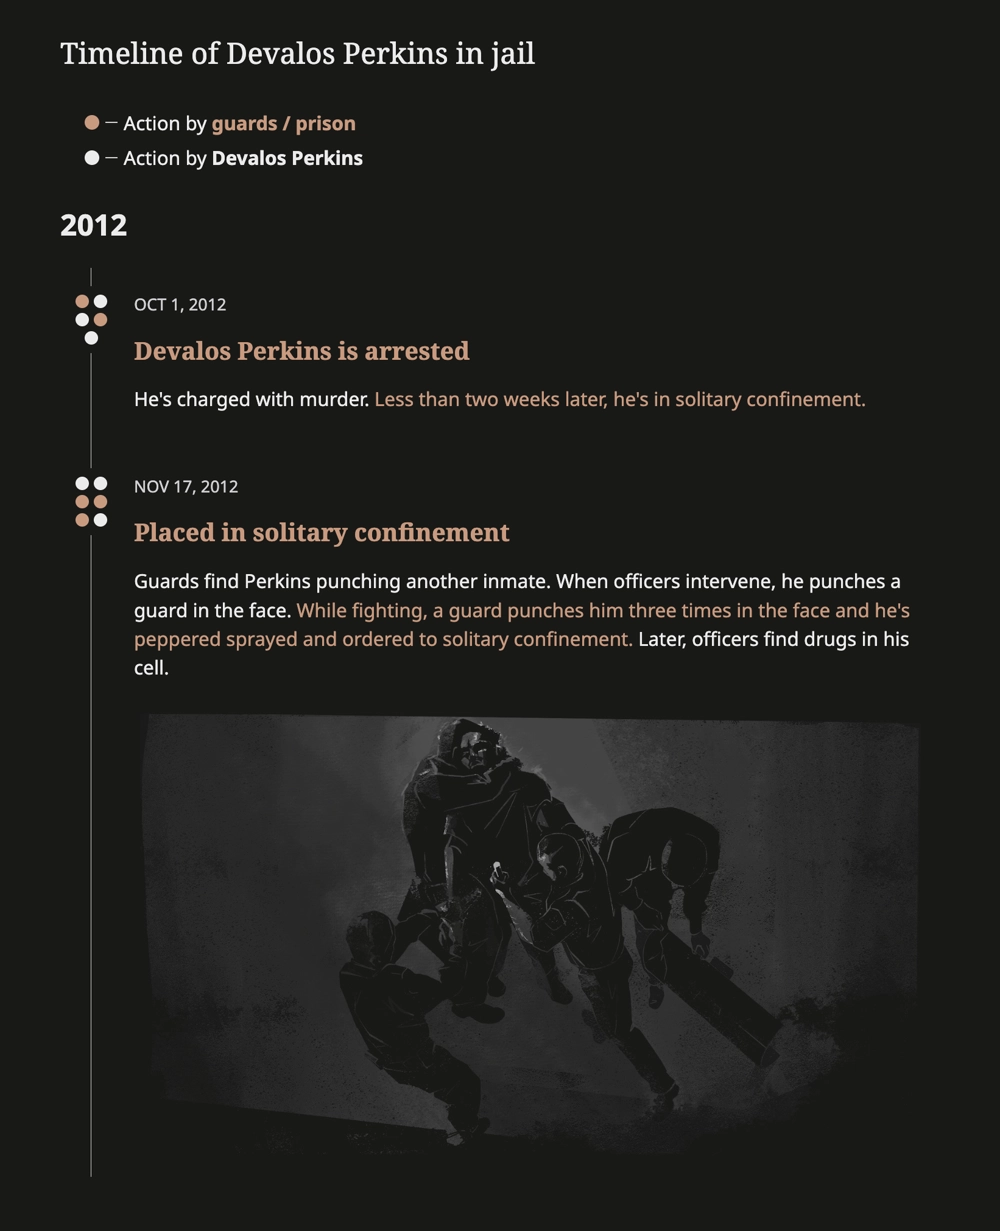 Timeline of Devalos Perkins in jail
— Action by guards / prison
— Action by Devalos Perkins
2012
OCT 1, 2012
Devalos Perkins is arrested
He's charged with murder. Less than two weeks later, he's in solitary confinement.
NOV 17, 2012
Placed in solitary confinement
Guards find Perkins punching another inmate. When officers intervene, he punches a
guard in the face. While fighting, a guard punches him three times in the face and he's
peppered sprayed and ordered to solitary confinement. Later, officers find drugs in his
cell.